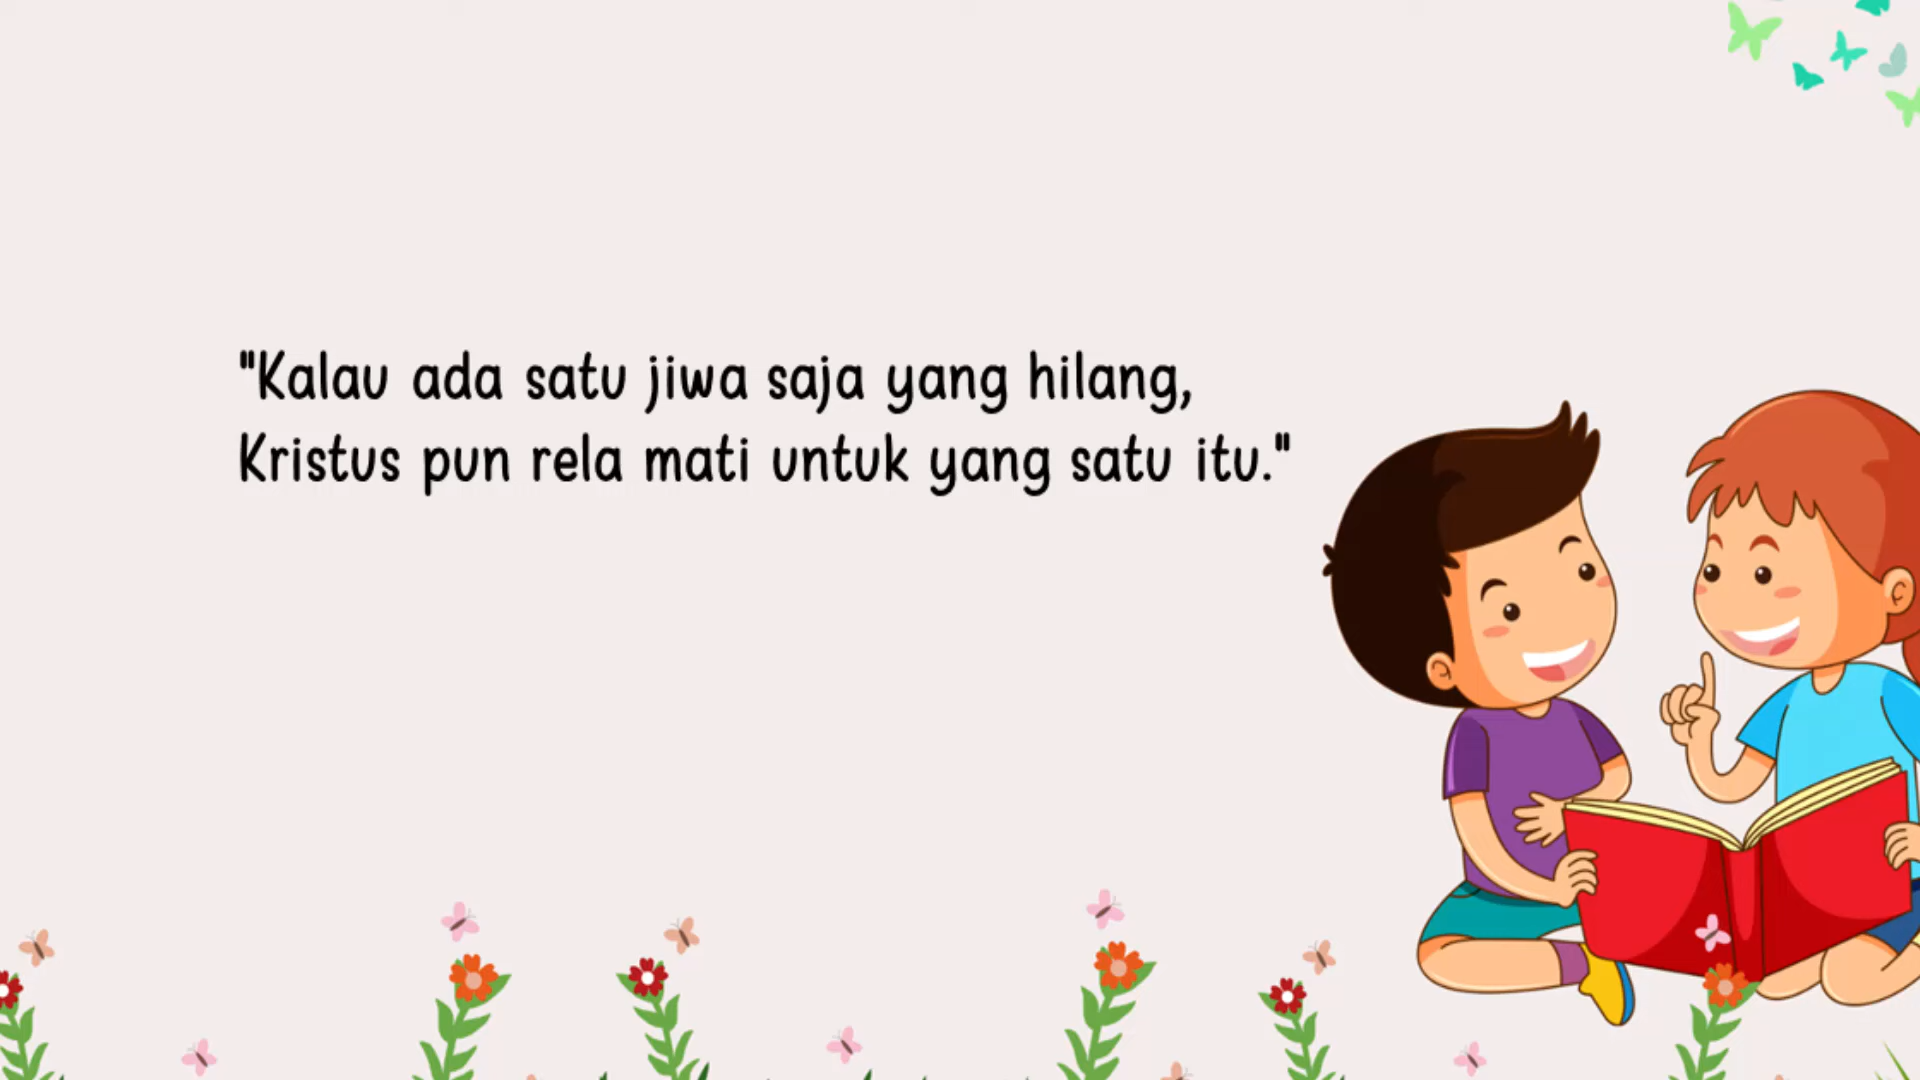 "Kalau ada satu jiwa saja yang hilang,
Kristus pun rela mati untuk yang satu itu."